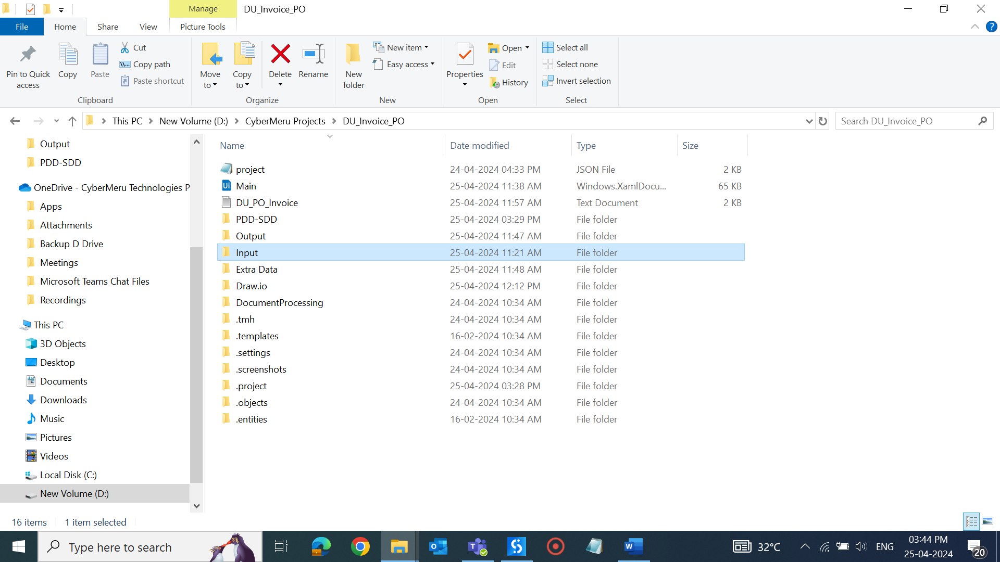 Manage
DU_Invoice_PO
File
Home
Share
View
Picture Tools
Pin to Quick access
Copy
Paste
Cut
Copy path
Paste shortcut
Clipboard
Move to
Copy to
Delete
Rename
Organize
New folder
New item
Easy access
New
Properties
Open
Edit
History
Open
Select all
Select none
Invert selection
Select
This PC
New Volume (D:)
CyberMeru Projects
DU_Invoice_PO
Search DU_Invoice_PO
Output
PDD-SDD
OneDrive - CyberMeru Technologies P
Apps
Attachments
Backup D Drive
Meetings
Microsoft Teams Chat Files
Recordings
This PC
3D Objects
Desktop
Documents
Downloads
Music
Pictures
Videos
Local Disk (C:)
New Volume (D:)
Name Date modified Type Size
project 24-04-2024 04:33 PM JSON File 2 KB
Main 25-04-2024 11:38 AM Windows.XamlDocu... 65 KB
DU_PO_Invoice 25-04-2024 11:57 AM Text Document 2 KB
PDD-SDD 25-04-2024 03:29 PM File folder
Output 25-04-2024 11:47 AM File folder
Input 25-04-2024 11:21 AM File folder
Extra Data 25-04-2024 11:48 AM File folder
Draw.io 25-04-2024 12:12 PM File folder
DocumentProcessing 24-04-2024 10:34 AM File folder
.tmh 24-04-2024 10:34 AM File folder
.templates 16-02-2024 10:34 AM File folder
.settings 24-04-2024 10:34 AM File folder
.screenshots 24-04-2024 10:34 AM File folder
.project 25-04-2024 03:28 PM File folder
.objects 24-04-2024 10:34 AM File folder
.entities 16-02-2024 10:34 AM File folder
16 items 1 item selected
Type here to search
32°C
ENG
03:44 PM
25-04-2024
20